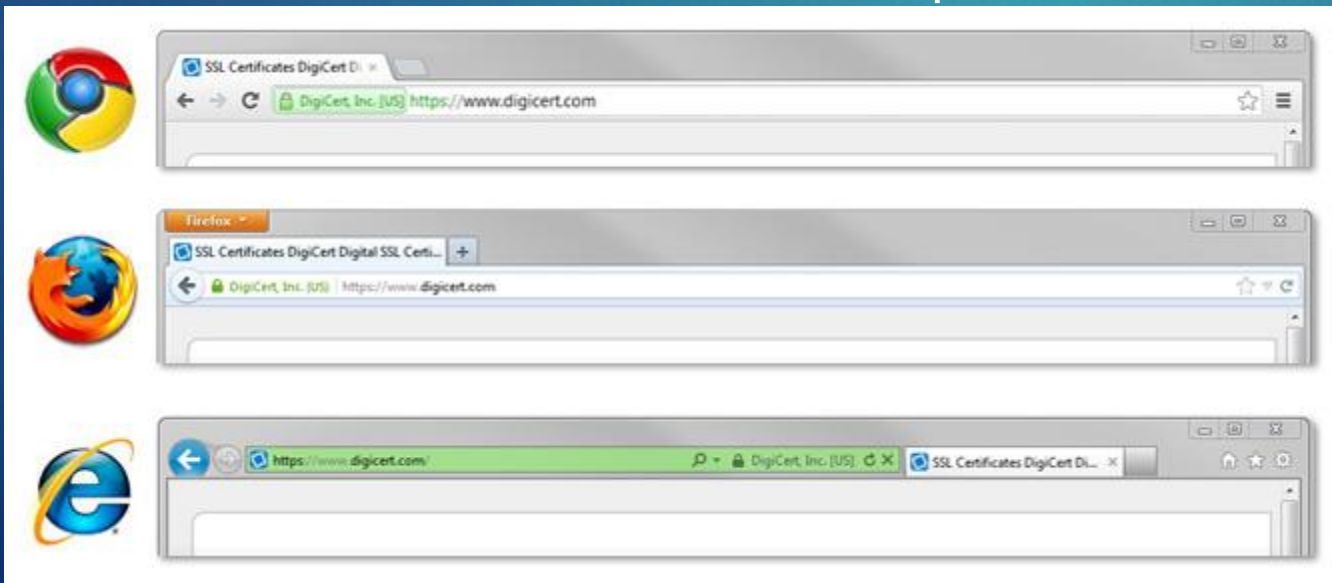 SSL Certificates DigiCert Di
DigiCert, Inc. [US] https://www.digicert.com
Firefox
SSL Certificates DigiCert Digital SSL Certi...
DigiCert, Inc. (US) https://www.digicert.com
https://www.digicert.com/
DigiCert, Inc. [US]
SSL Certificates DigiCert Di...